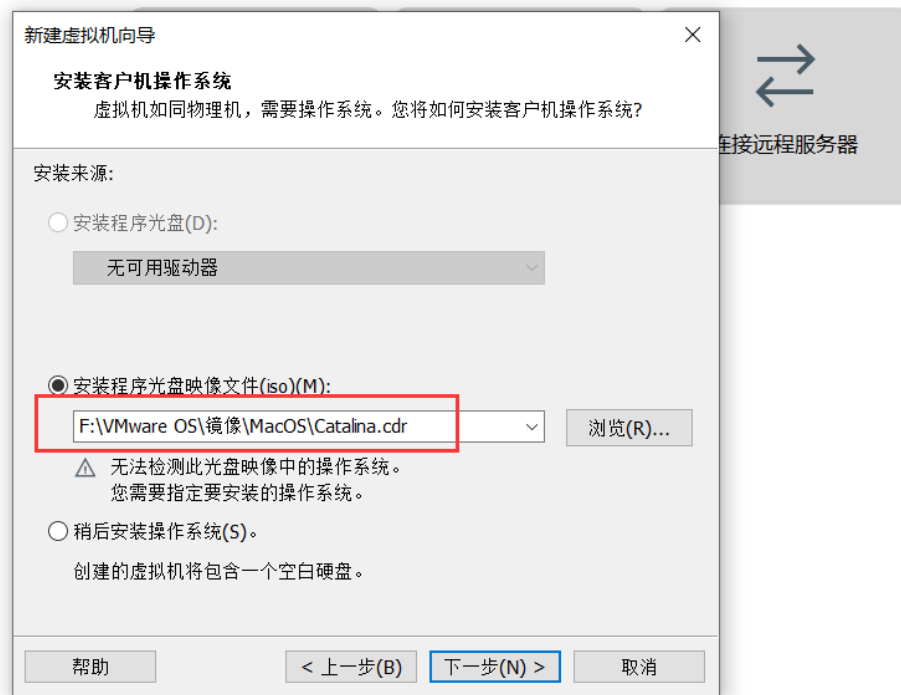 新建虚拟机向导
安装客户机操作系统
虚拟机如同物理机，需要操作系统。您将如何安装客户机操作系统?
连接远程服务器
安装来源:
安装程序光盘(D):
无可用驱动器
安装程序光盘映像文件(iso)(M):
F:\VMware OS\镜像\MacOS\Catalina.cdr
浏览(R)...
无法检测此光盘映像中的操作系统。
您需要指定要安装的操作系统。
稍后安装操作系统(S)。
创建的虚拟机将包含一个空白硬盘。
帮助
< 上一步(B)
下一步(N) >
取消